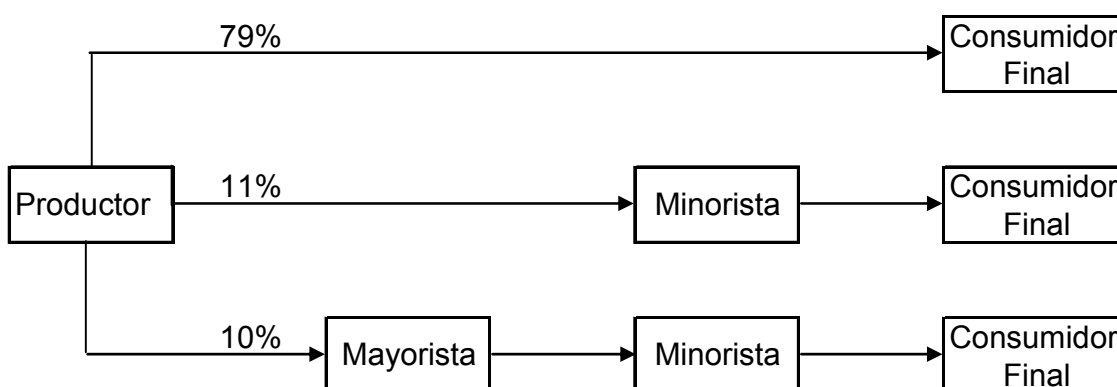 79%
Consumidor
Final
Productor
11%
Minorista
Consumidor
Final
10%
Mayorista
Minorista
Consumidor
Final